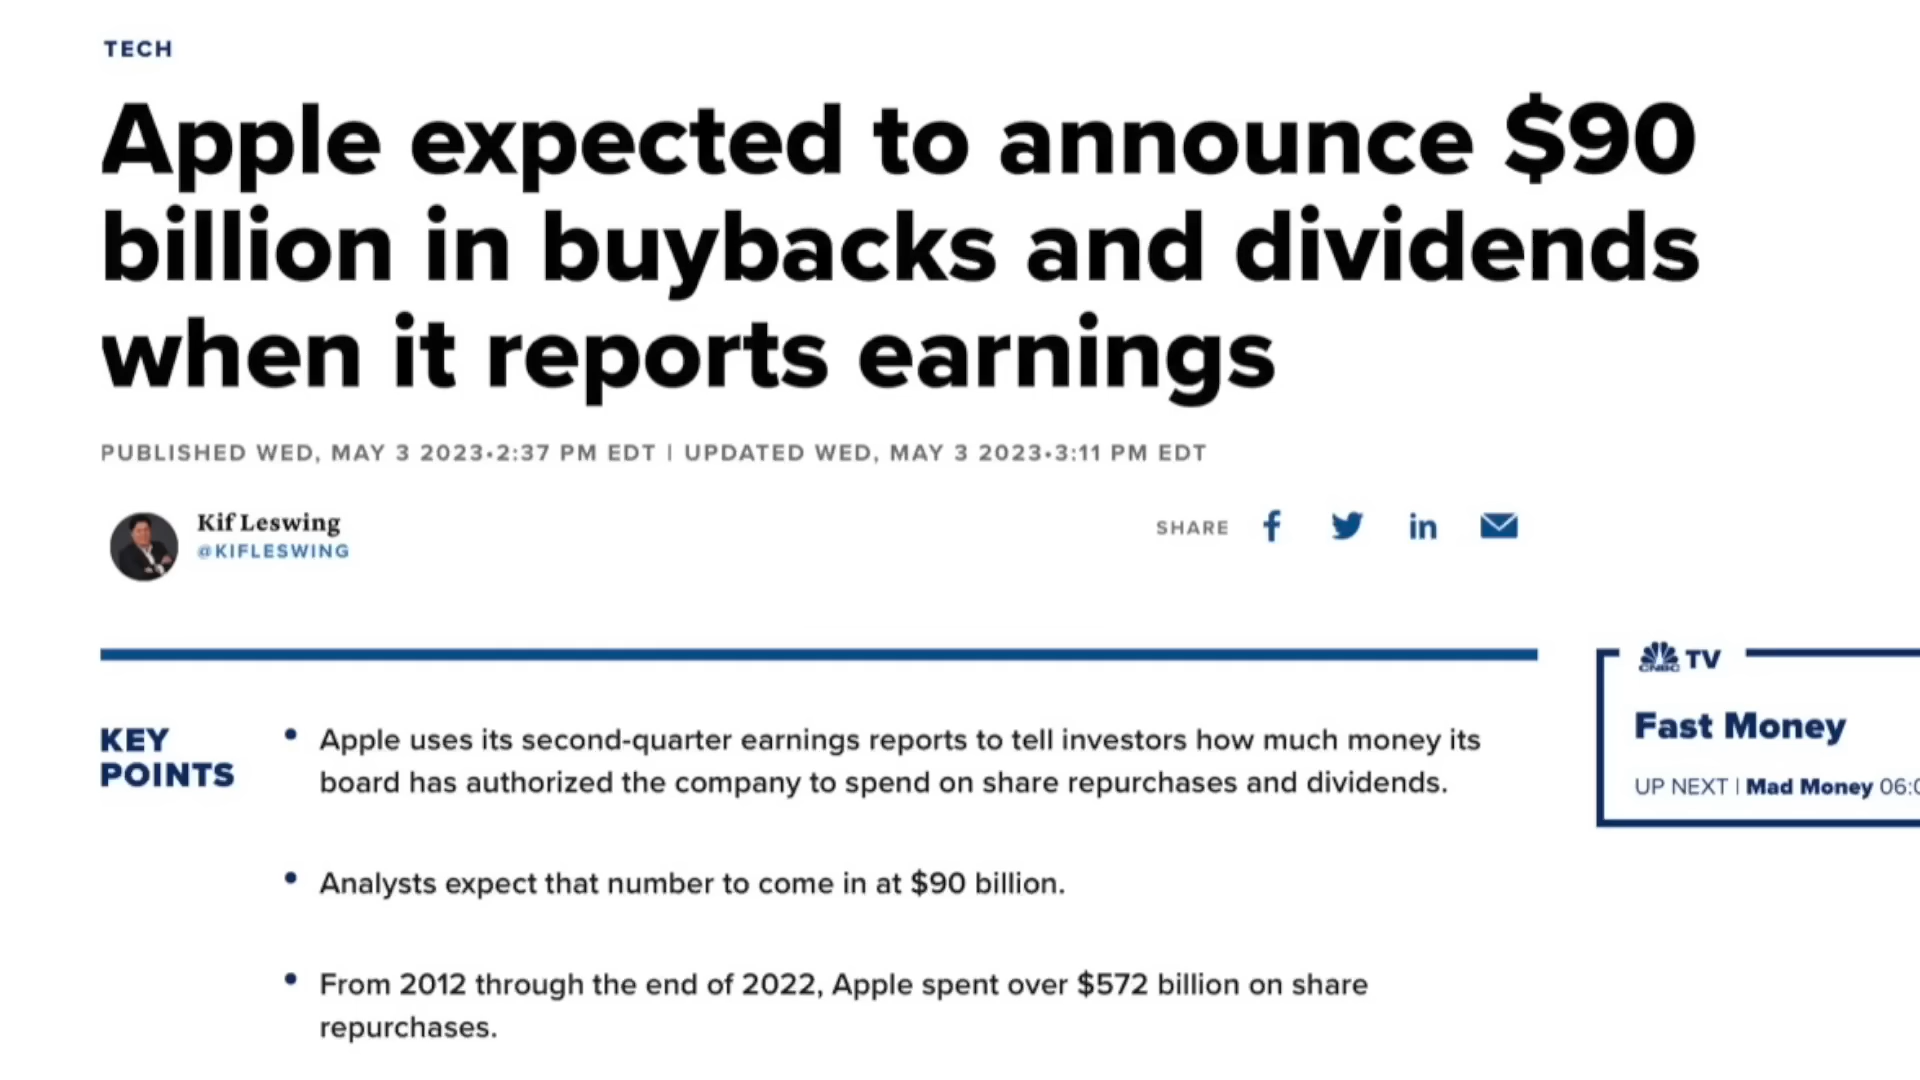 TECH
Apple expected to announce $90
billion in buybacks and dividends
when it reports earnings
PUBLISHED WED, MAY 3 2023•2:37 PM EDT | UPDATED WED, MAY 3 2023•3:11 PM EDT
Kif Leswing
@KIFLESWING
SHARE f in
KEY
POINTS
• Apple uses its second-quarter earnings reports to tell investors how much money its
board has authorized the company to spend on share repurchases and dividends.
• Analysts expect that number to come in at $90 billion.
• From 2012 through the end of 2022, Apple spent over $572 billion on share
repurchases.
CNBC TV
Fast Money
UP NEXT | Mad Money 06:0